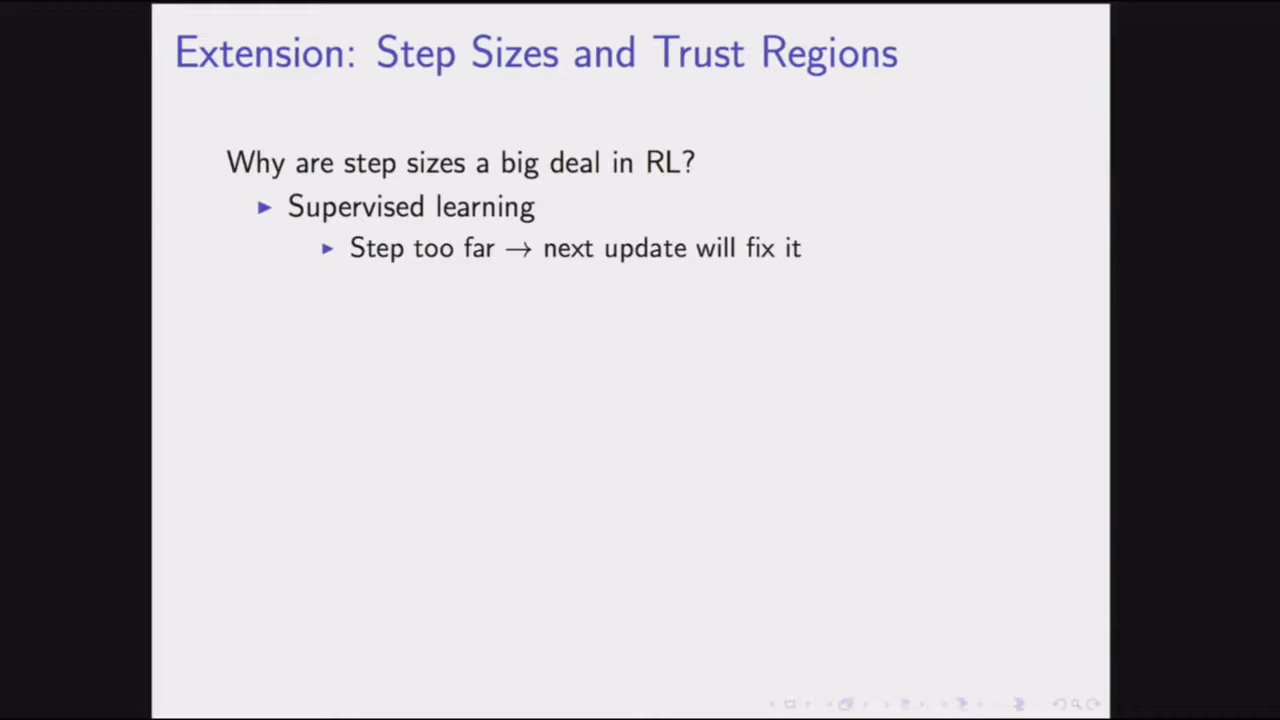 Extension: Step Sizes and Trust Regions
Why are step sizes a big deal in RL?
▶ Supervised learning
▶ Step too far → next update will fix it